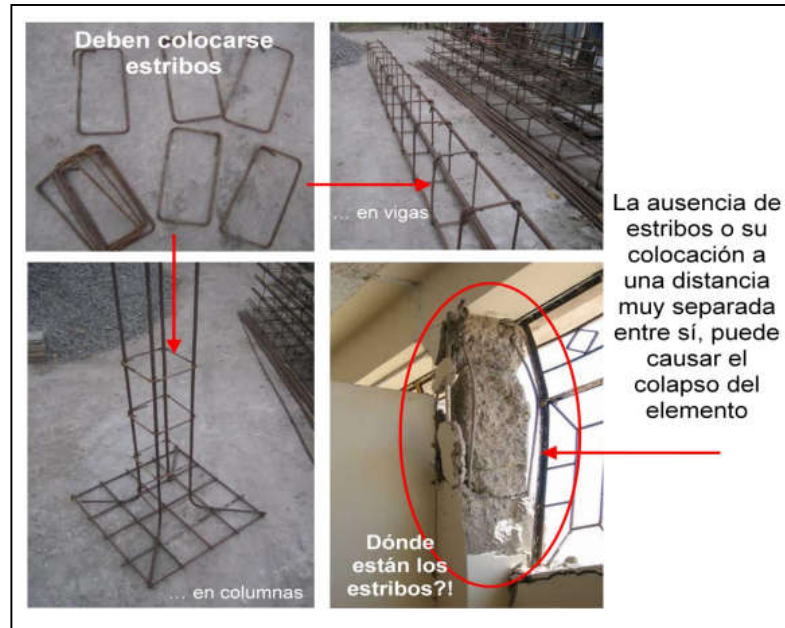 Deben colocarse
estribos
... en vigas
La ausencia de
estribos o su
colocación a
una distancia
muy separada
entre sí, puede
causar el
colapso del
elemento
... en columnas
Dónde
están los
estribos?!